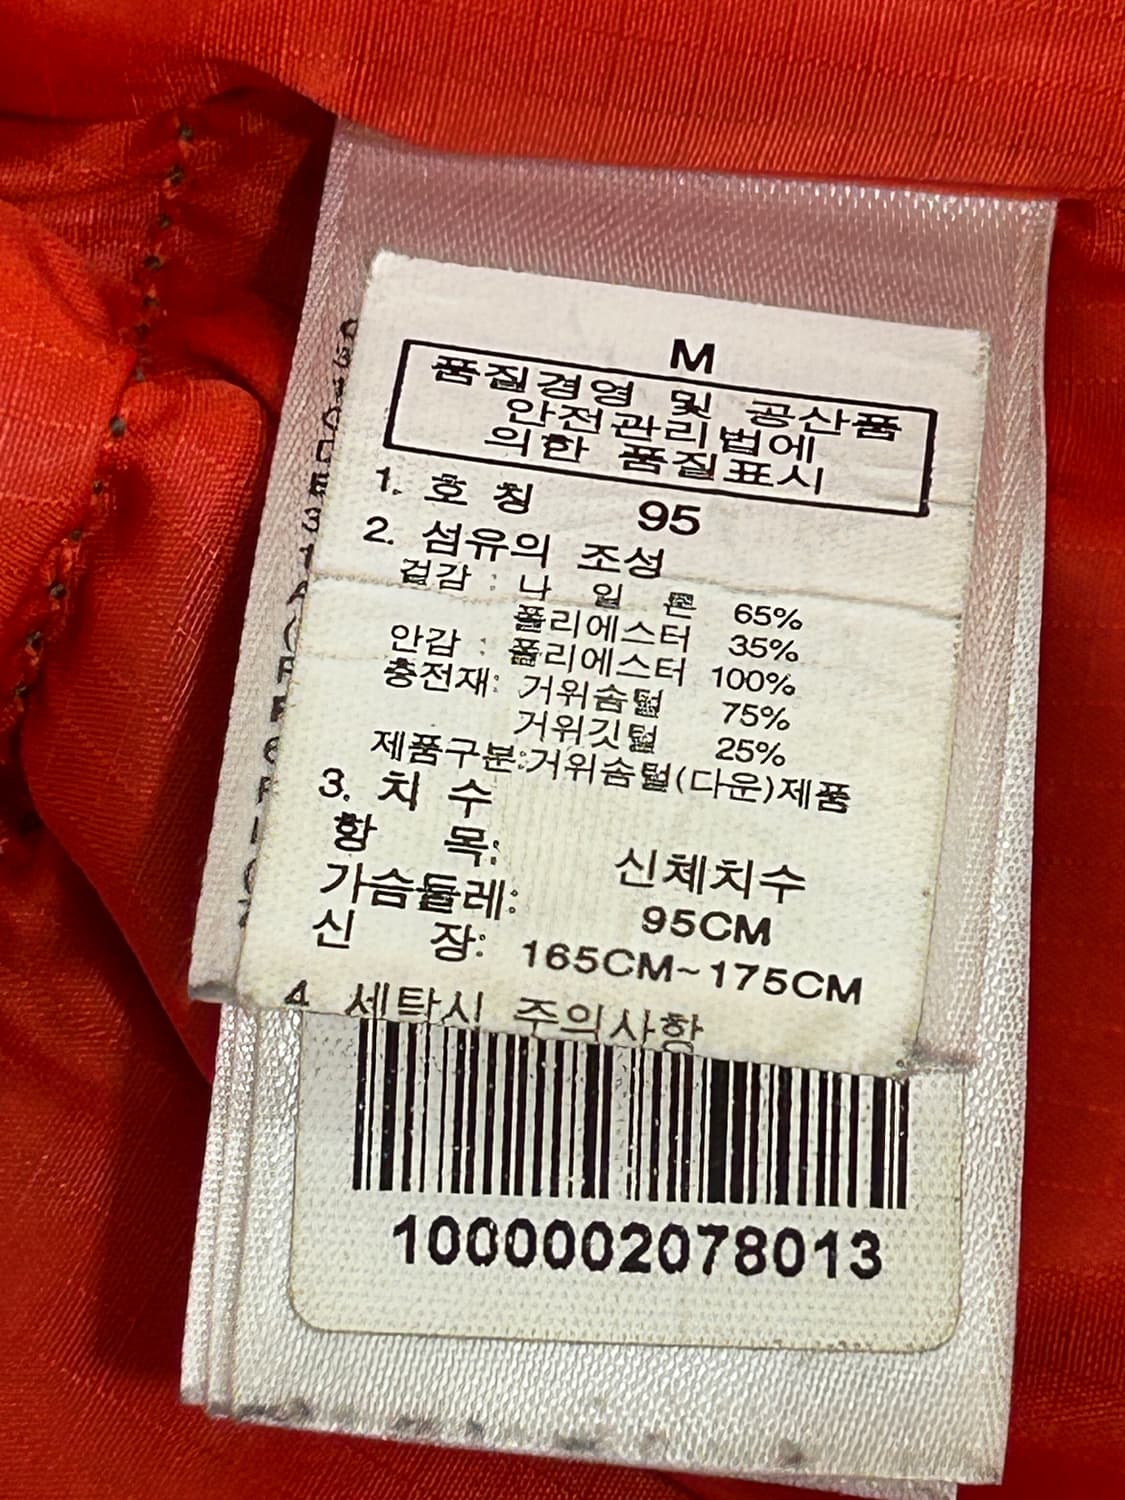 M
품질경영 및 공산품
안전관리법에
의한 품질표시
1. 호 칭 95
2. 섬유의 조성
겉감 : 나 일 론 65%
폴리에스터 35%
안감 : 폴리에스터 100%
충전재: 거위솜털 75%
거위깃털 25%
제품구분:거위솜털(다운)제품
3. 치 수
항 목: 신체치수
가슴둘레: 95CM
신 장: 165CM~175CM
4 세탁시 주의사항
1000002078013